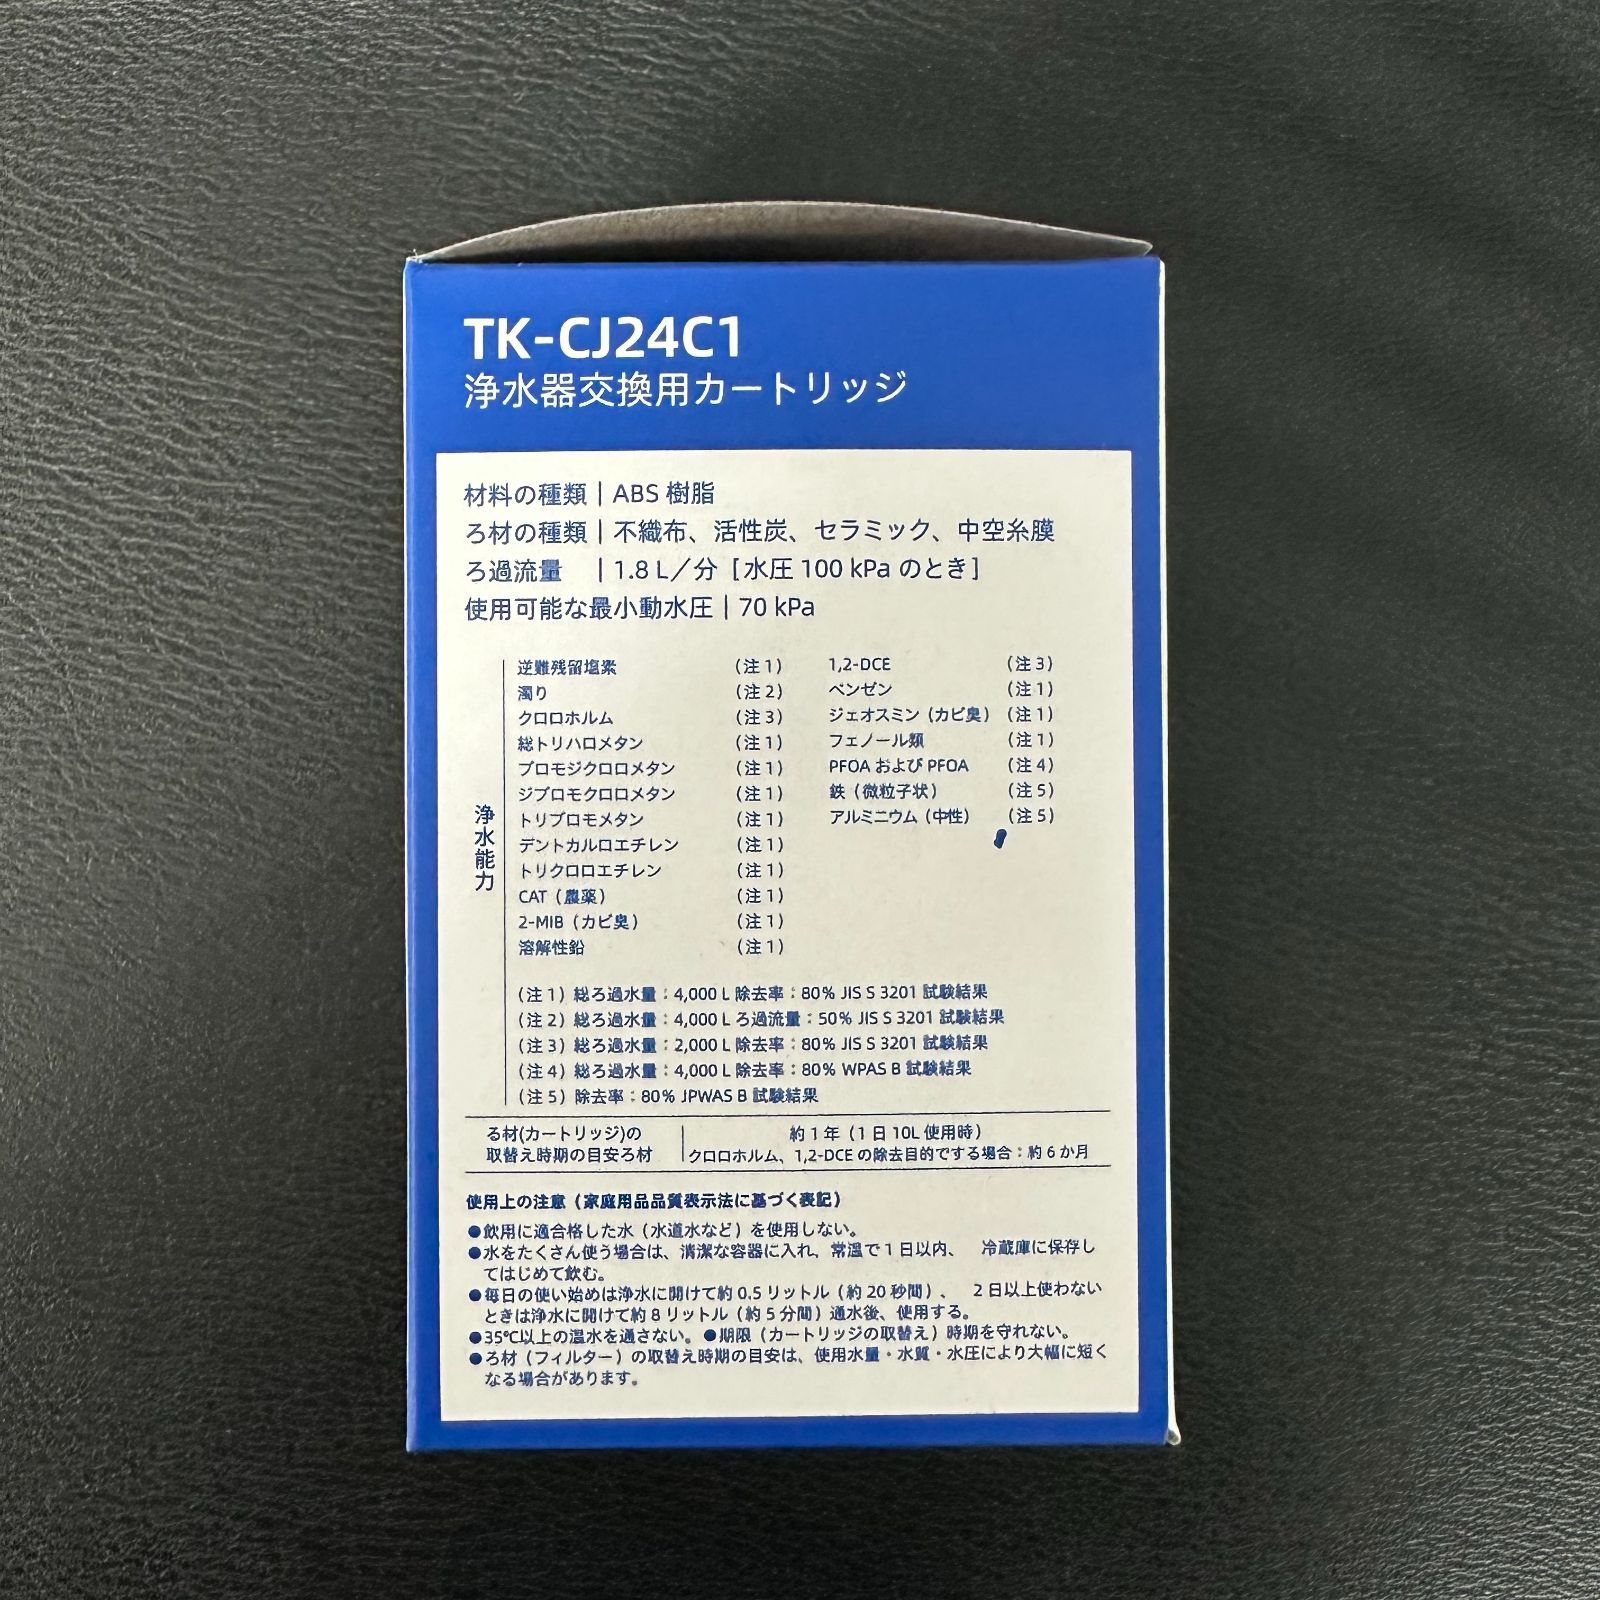 TK-CJ24C1
浄水器交換用カートリッジ
材料の種類｜ABS 樹脂
ろ材の種類｜不織布、活性炭、セラミック、中空糸膜
ろ過流量　｜1.8 L／分［水圧 100 kPa のとき］
使用可能な最小動水圧｜70 kPa
浄水能力
逆難残留塩素 （注 1）
濁り （注 2）
クロロホルム （注 3）
総トリハロメタン （注 1）
ブロモジクロロメタン （注 1）
ジブロモクロロメタン （注 1）
トリブロモメタン （注 1）
デントカルロエチレン （注 1）
トリクロロエチレン （注 1）
CAT（農薬） （注 1）
2-MIB（カビ臭） （注 1）
溶解性鉛 （注 1）
1,2-DCE （注 3）
ベンゼン （注 1）
ジェオスミン（カビ臭） （注 1）
フェノール類 （注 1）
PFOA および PFOA （注 4）
鉄（微粒子状） （注 5）
アルミニウム（中性） （注 5）
（注 1）総ろ過水量：4,000 L 除去率：80% JIS S 3201 試験結果
（注 2）総ろ過水量：4,000 L ろ過流量：50% JIS S 3201 試験結果
（注 3）総ろ過水量：2,000 L 除去率：80% JIS S 3201 試験結果
（注 4）総ろ過水量：4,000 L 除去率：80% WPAS B 試験結果
（注 5）除去率：80% JPWAS B 試験結果
る材(カートリッジ)の
取替え時期の目安ろ材
約 1 年（1 日 10L 使用時）
クロロホルム、1,2-DCE の除去目的でする場合：約 6 か月
使用上の注意（家庭用品品質表示法に基づく表記）
●飲用に適合格した水（水道水など）を使用しない。
●水をたくさん使う場合は、清潔な容器に入れ，常温で 1 日以内、　冷蔵庫に保存し
てはじめて飲む。
●毎日の使い始めは浄水に開けて約 0.5 リットル（約 20 秒間）、　2 日以上使わない
ときは浄水に開けて約 8 リットル（約 5 分間）通水後、使用する。
●35℃以上の温水を通さない。●期限（カートリッジの取替え）時期を守れない。
●ろ材（フィルター）の取替え時期の目安は、使用水量・水質・水圧により大幅に短く
なる場合があります。